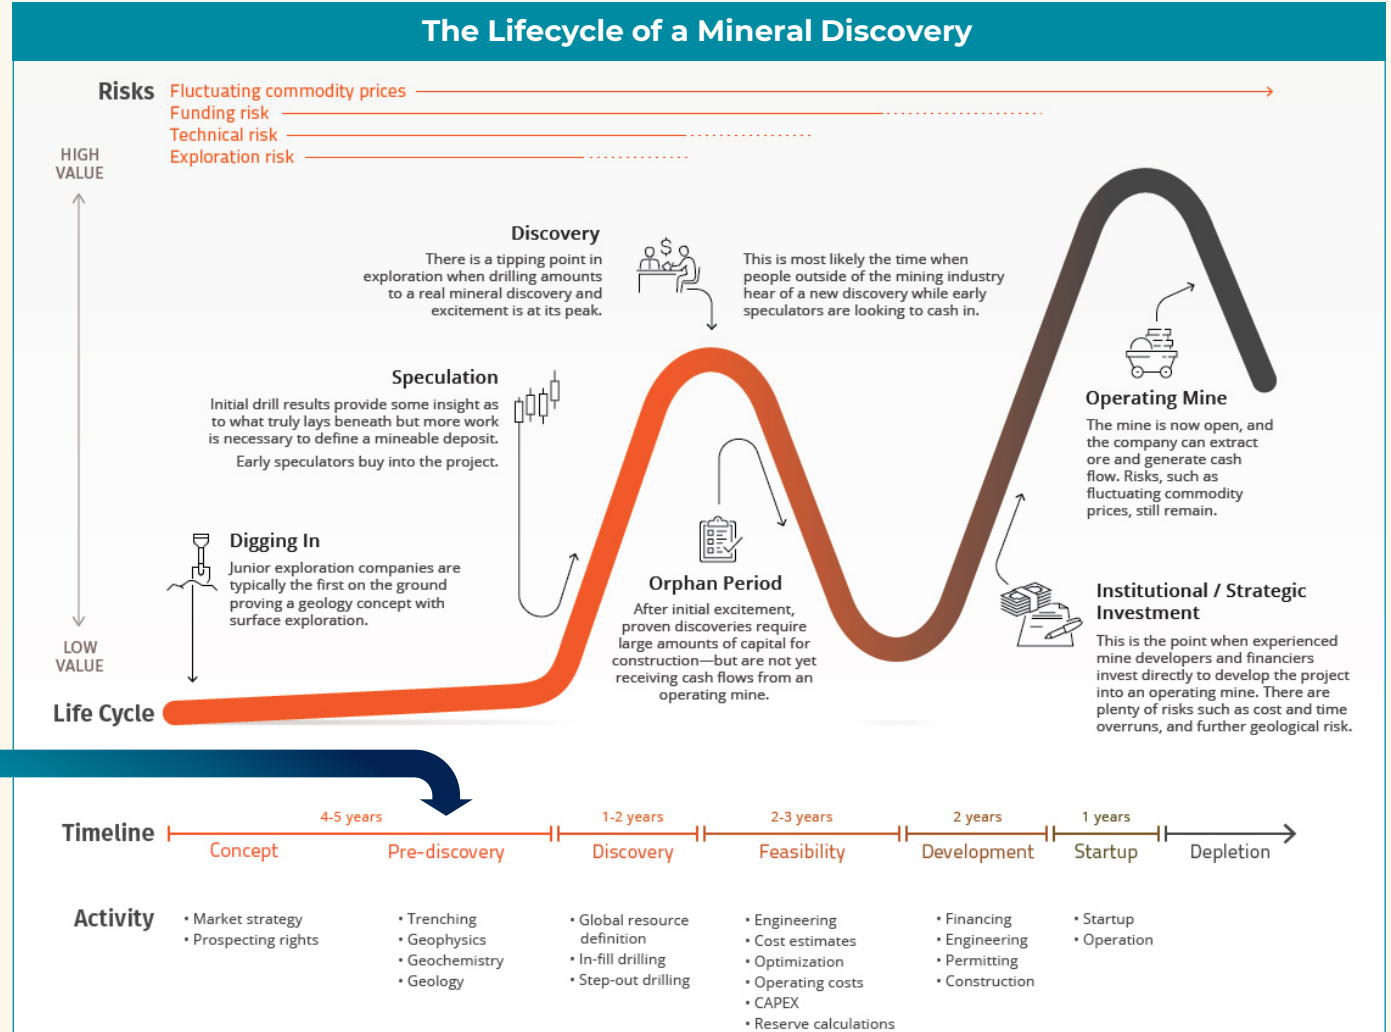 The Lifecycle of a Mineral Discovery
Risks
Fluctuating commodity prices
Funding risk
Technical risk
Exploration risk
HIGH
VALUE
LOW
VALUE
Discovery
There is a tipping point in
exploration when drilling amounts
to a real mineral discovery and
excitement is at its peak.
$
This is most likely the time when
people outside of the mining industry
hear of a new discovery while early
speculators are looking to cash in.
Speculation
Initial drill results provide some insight as
to what truly lays beneath but more work
is necessary to define a mineable deposit.
Early speculators buy into the project.
Operating Mine
The mine is now open, and
the company can extract
ore and generate cash
flow. Risks, such as
fluctuating commodity
prices, still remain.
Digging In
Junior exploration companies are
typically the first on the ground
proving a geology concept with
surface exploration.
Orphan Period
After initial excitement,
proven discoveries require
large amounts of capital for
construction—but are not yet
receiving cash flows from an
operating mine.
Institutional / Strategic
Investment
This is the point when experienced
mine developers and financiers
invest directly to develop the project
into an operating mine. There are
plenty of risks such as cost and time
overruns, and further geological risk.
Life Cycle
Timeline
4-5 years
1-2 years
2-3 years
2 years
1 years
Concept
Pre-discovery
Discovery
Feasibility
Development
Startup
Depletion
Activity
• Market strategy
• Prospecting rights
• Trenching
• Geophysics
• Geochemistry
• Geology
• Global resource
definition
• In-fill drilling
• Step-out drilling
• Engineering
• Cost estimates
• Optimization
• Operating costs
• CAPEX
• Reserve calculations
• Financing
• Engineering
• Permitting
• Construction
• Startup
• Operation